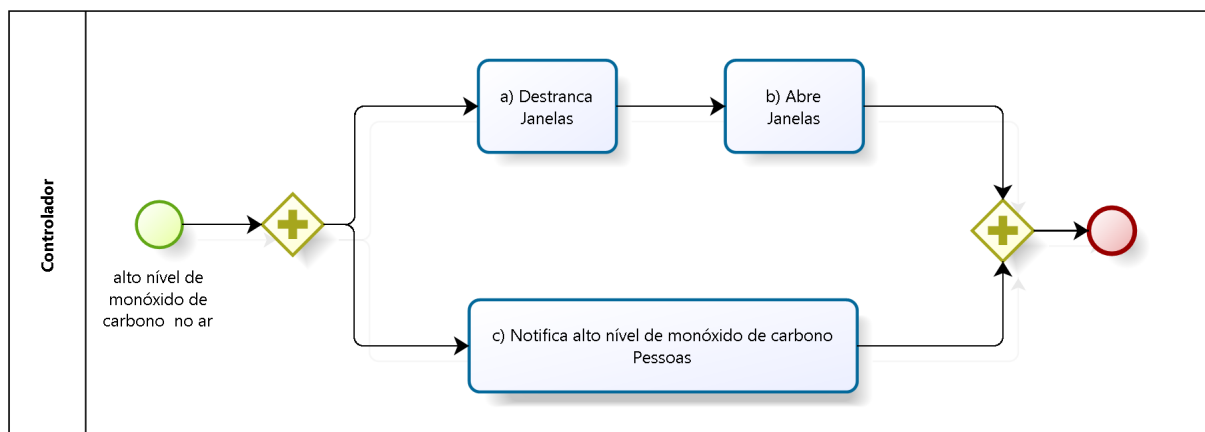 Controlador
alto nível de
monóxido de
carbono  no ar
a) Destranca
Janelas
b) Abre
Janelas
c) Notifica alto nível de monóxido de carbono
Pessoas